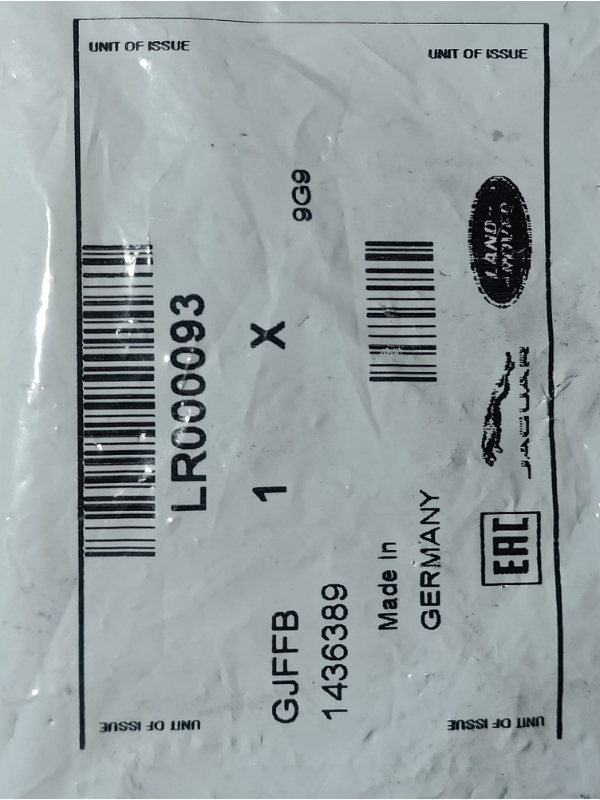 UNIT OF ISSUE
UNIT OF ISSUE
LR000093
1 X
9G9
GJFFB
1436389
Made In
GERMANY
LAND
ROVER
JAGUAR
EAC
UNIT OF ISSUE
UNIT OF ISSUE